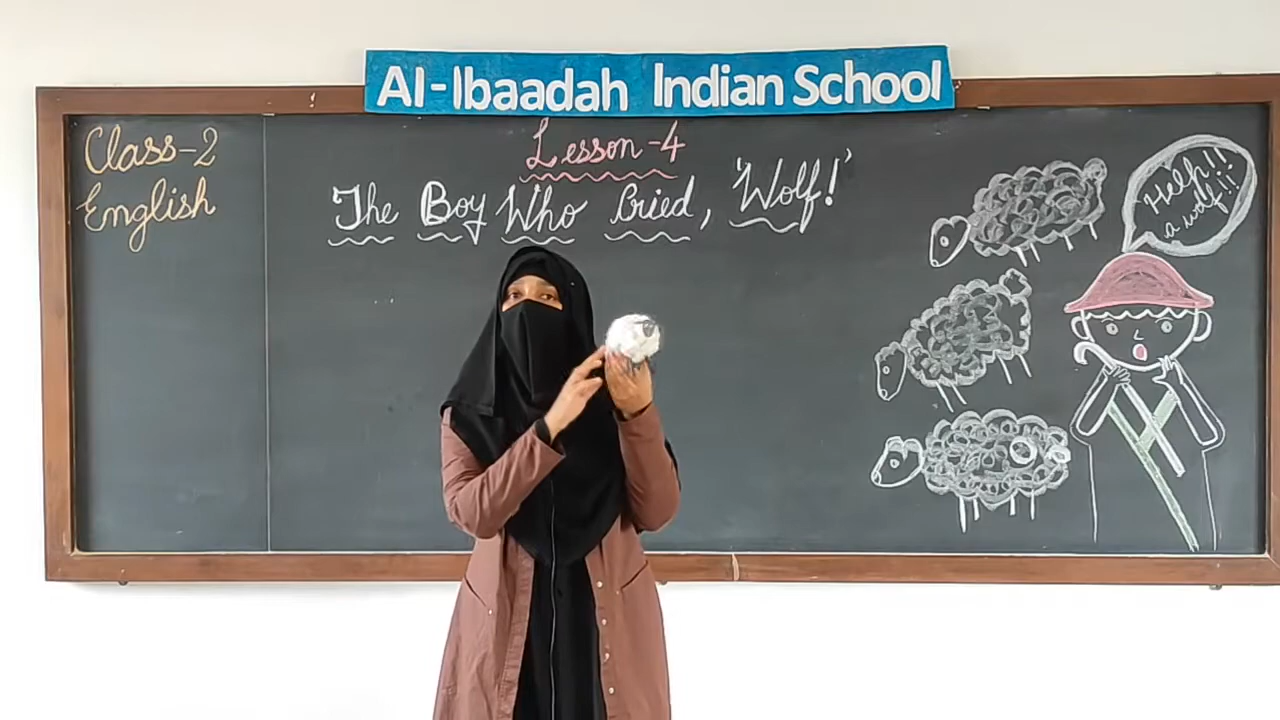 Al-Ibaadah Indian School
Class-2
English
Lesson-4
The Boy Who Cried, 'Wolf!'
Help!!
a wolf!!!